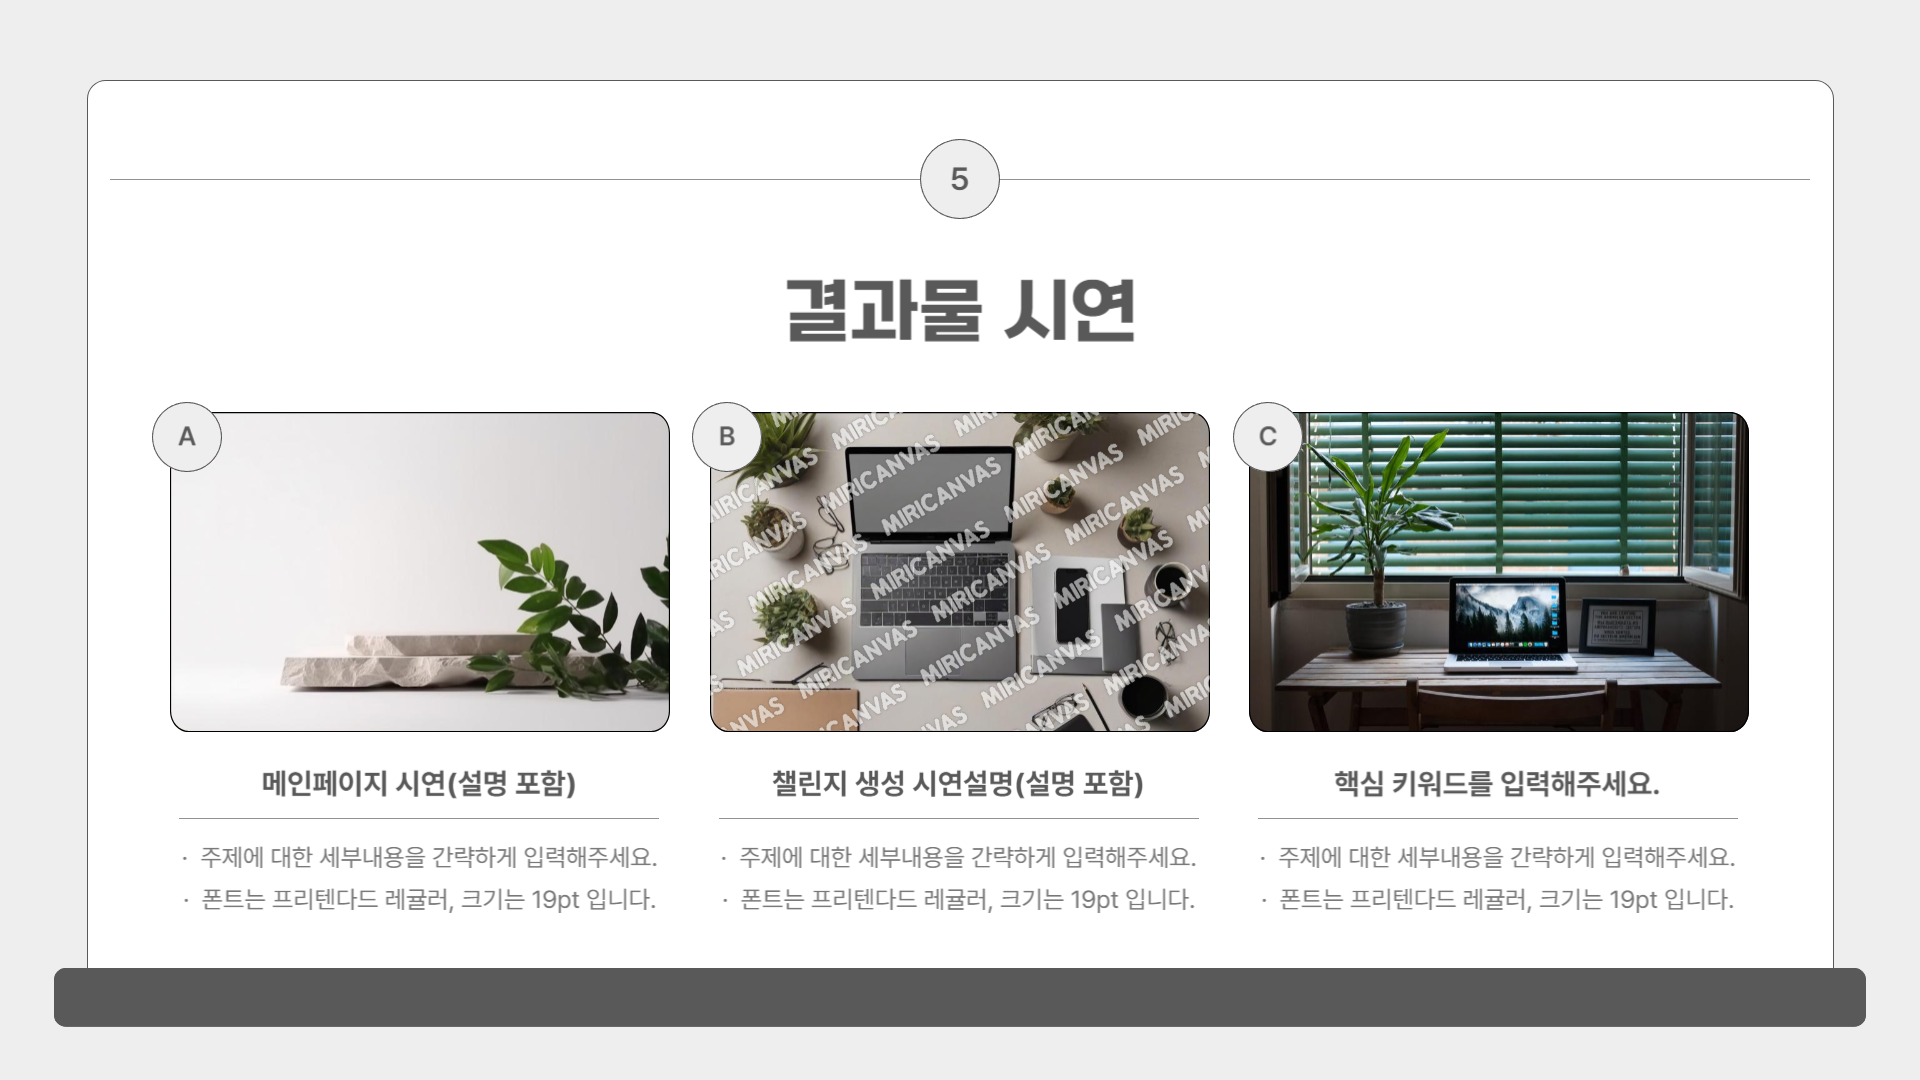 5
결과물 시연
A
B
C
MIRICANVAS
메인페이지 시연(설명 포함)
· 주제에 대한 세부내용을 간략하게 입력해주세요.
· 폰트는 프리텐다드 레귤러, 크기는 19pt 입니다.
챌린지 생성 시연설명(설명 포함)
· 주제에 대한 세부내용을 간략하게 입력해주세요.
· 폰트는 프리텐다드 레귤러, 크기는 19pt 입니다.
핵심 키워드를 입력해주세요.
· 주제에 대한 세부내용을 간략하게 입력해주세요.
· 폰트는 프리텐다드 레귤러, 크기는 19pt 입니다.